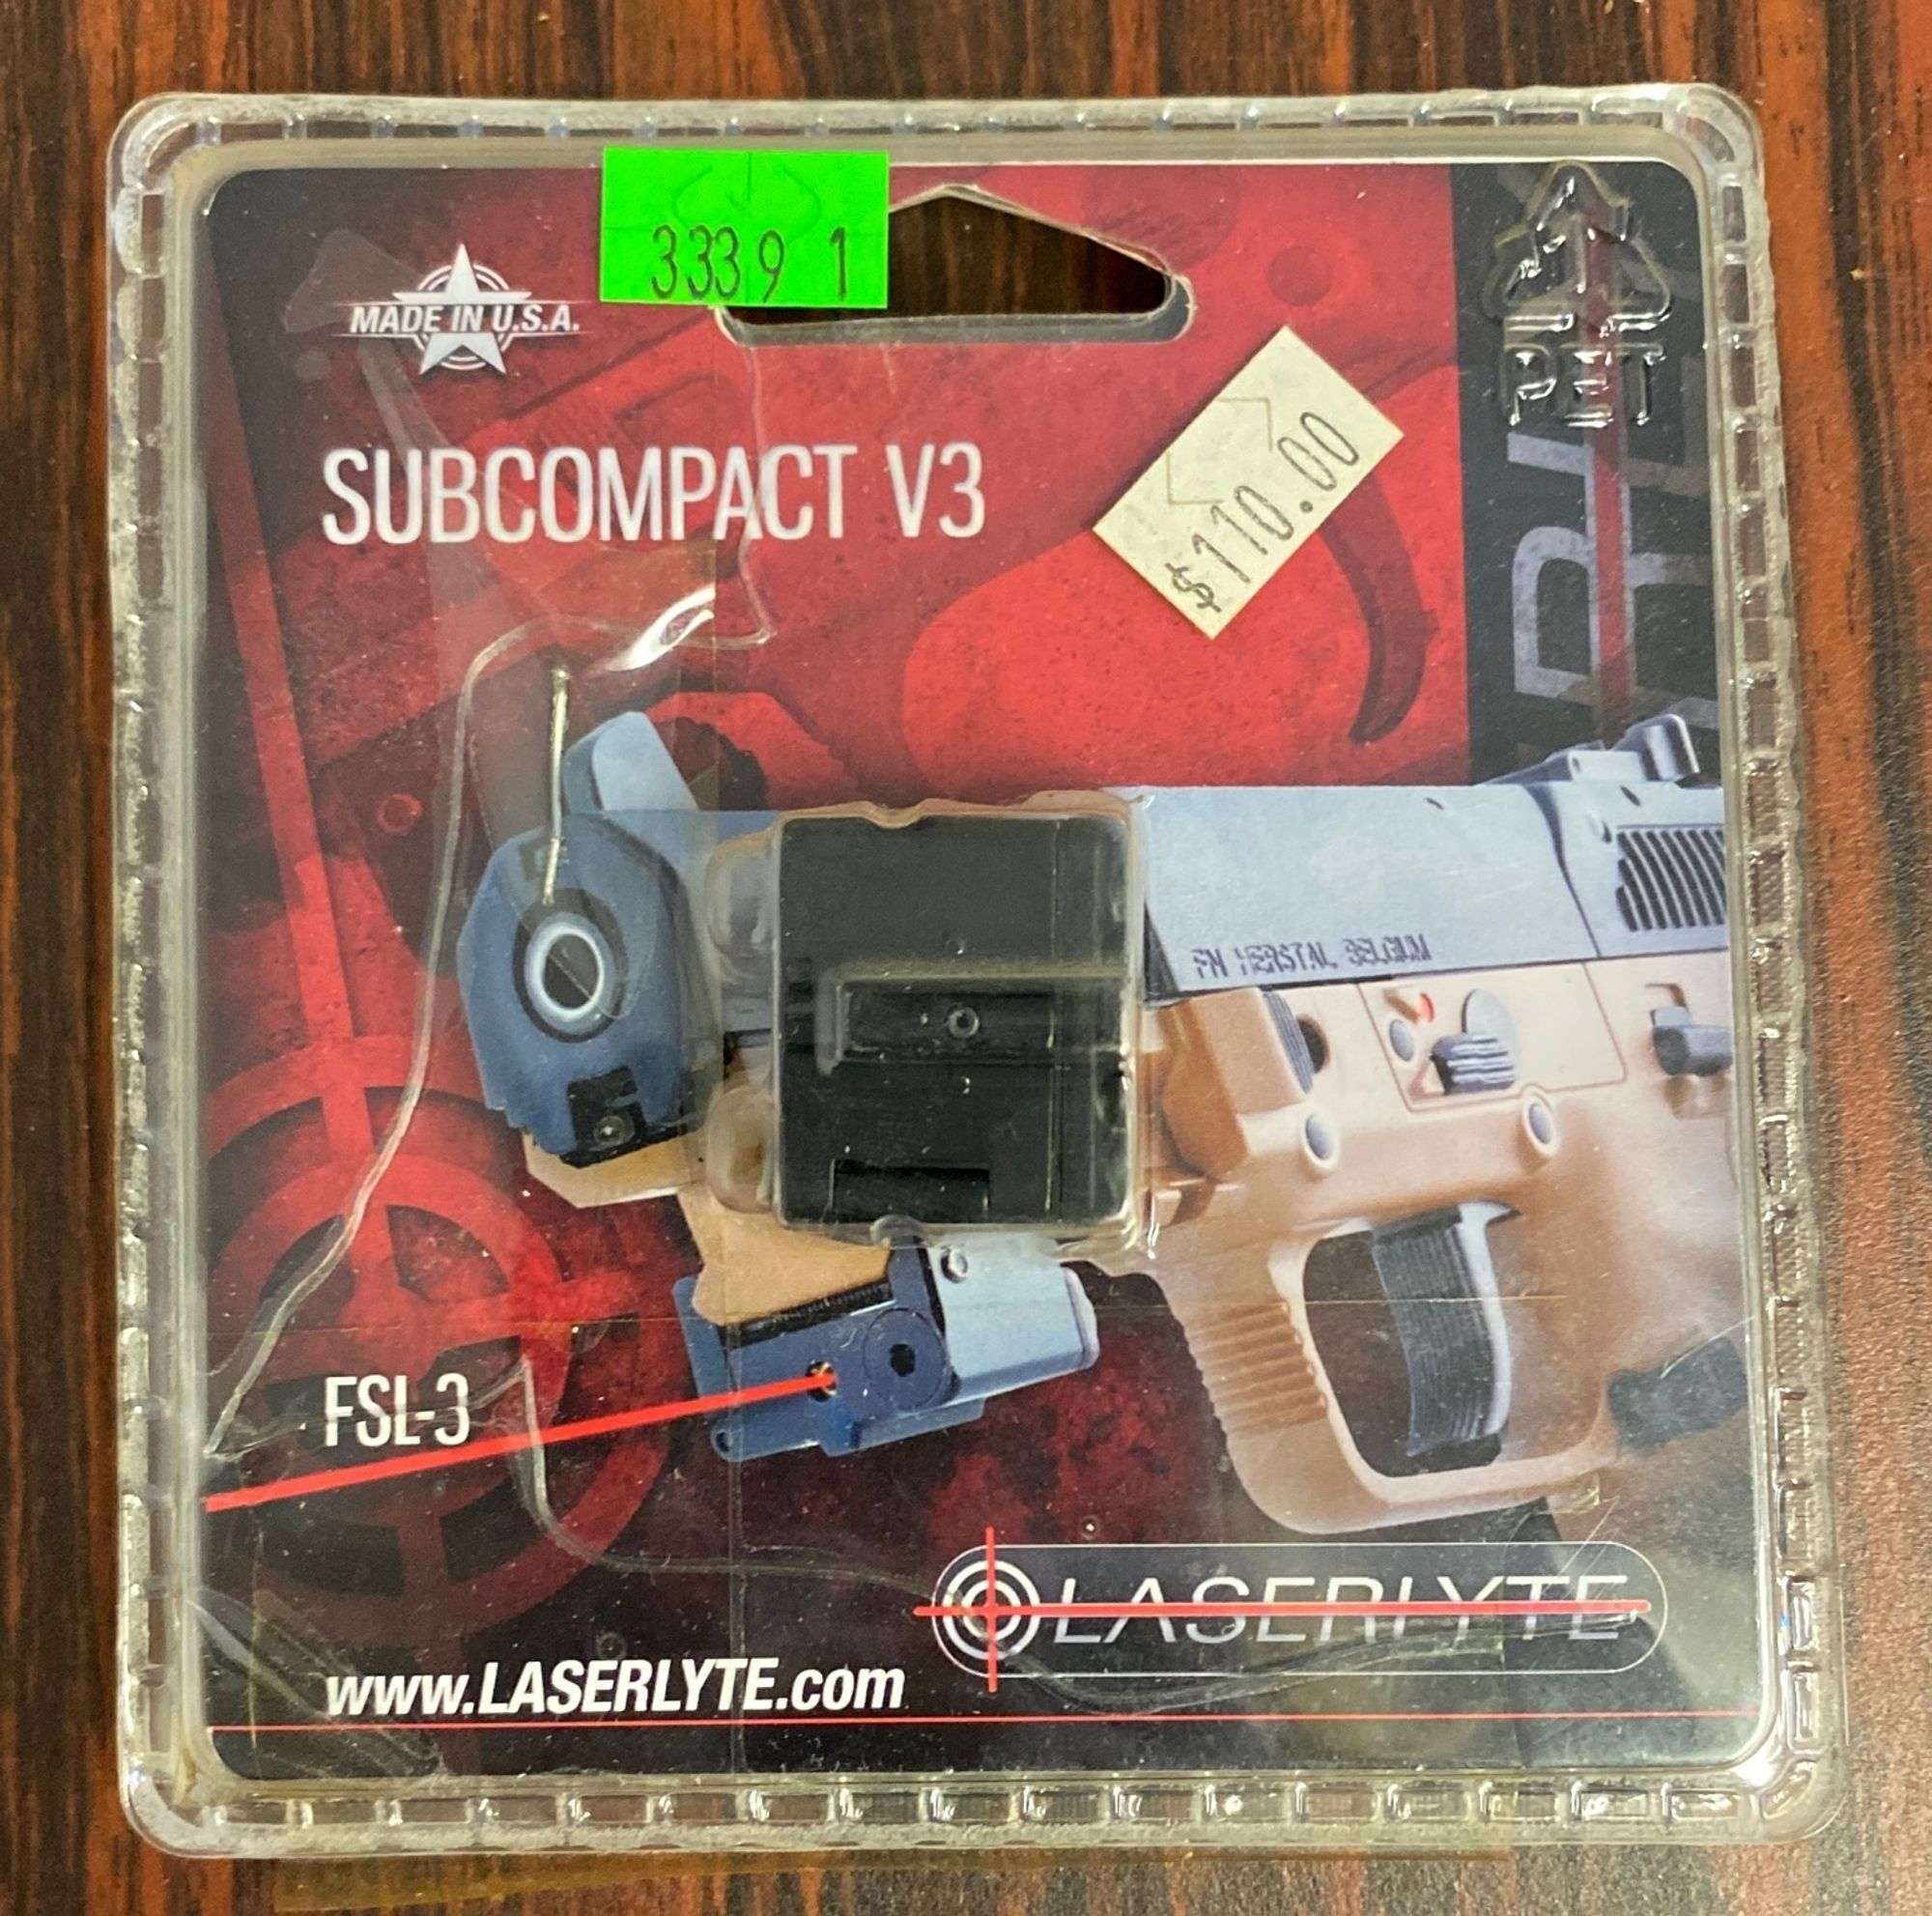 3339 1
MADE IN U.S.A.
PET
$110.00
SUBCOMPACT V3
FN HERSTAL BELGIUM
FSL-3
LASERLYTE
www.LASERLYTE.com